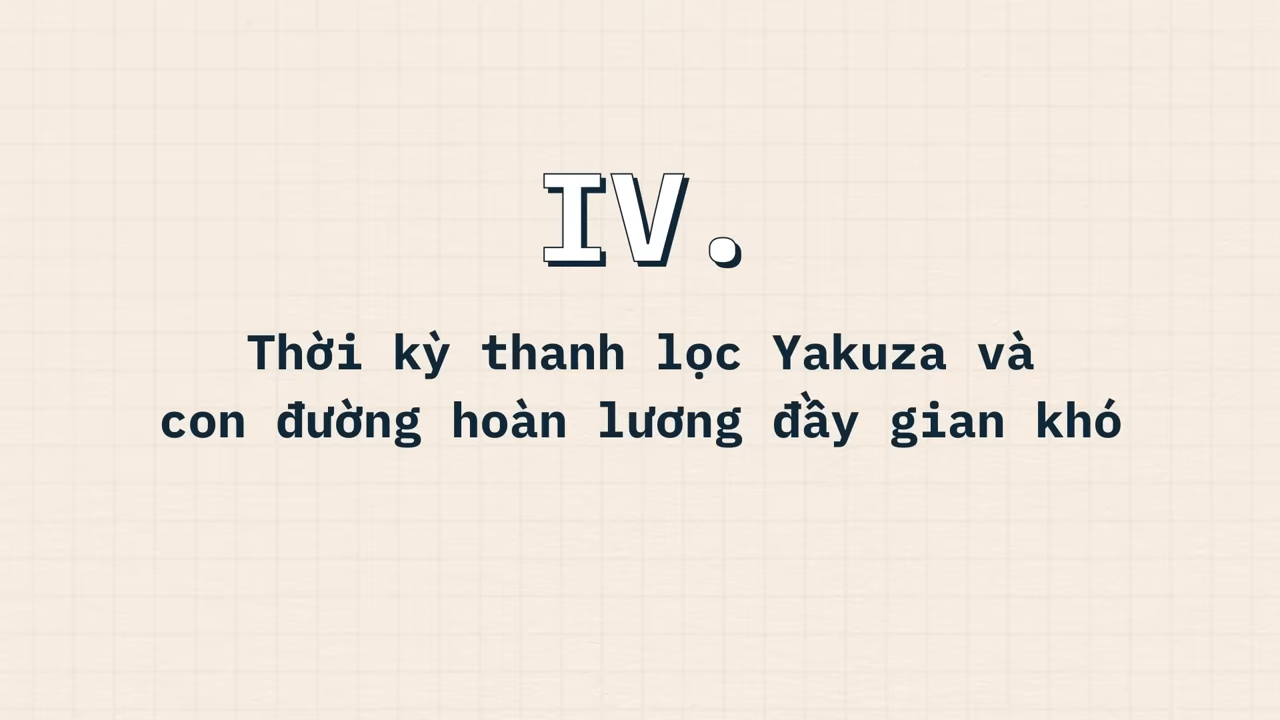 IV.
Thời kỳ thanh lọc Yakuza và
con đường hoàn lương đầy gian khó